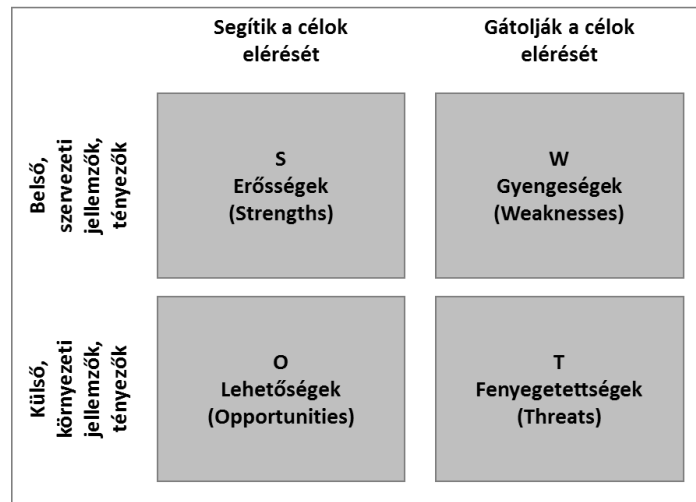 Segítik a célok
elérését
Gátolják a célok
elérését
Belső,
szervezeti
jellemzők,
tényezők
S
Erősségek
(Strengths)
W
Gyengeségek
(Weaknesses)
Külső,
környezeti
jellemzők,
tényezők
O
Lehetőségek
(Opportunities)
T
Fenyegetettségek
(Threats)